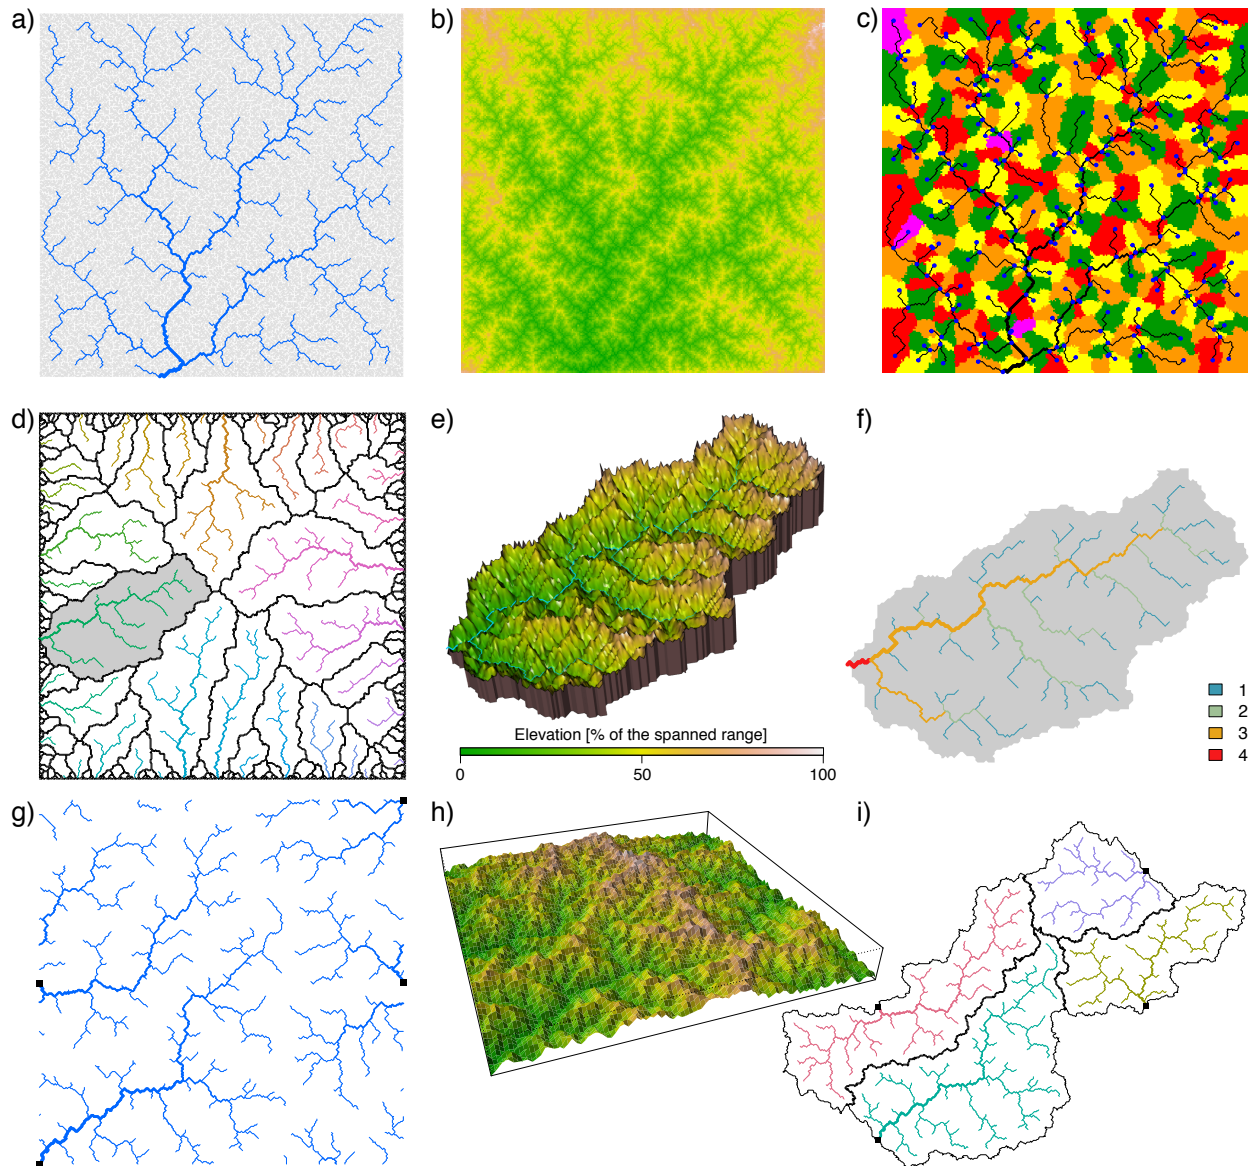 a)
b)
c)
d)
e)
f)
Elevation [% of the spanned range]
0
50
100
1
2
3
4
g)
h)
i)